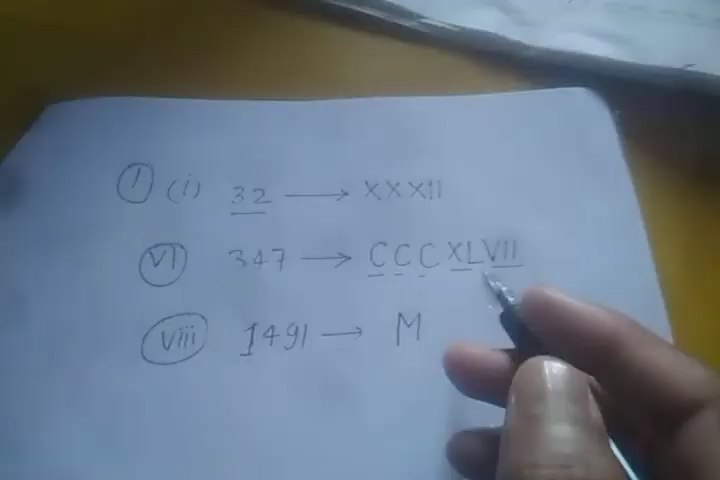 1 (i) 32 → XXXII
VI 347 → CCCXLVII
viii 1491 → M